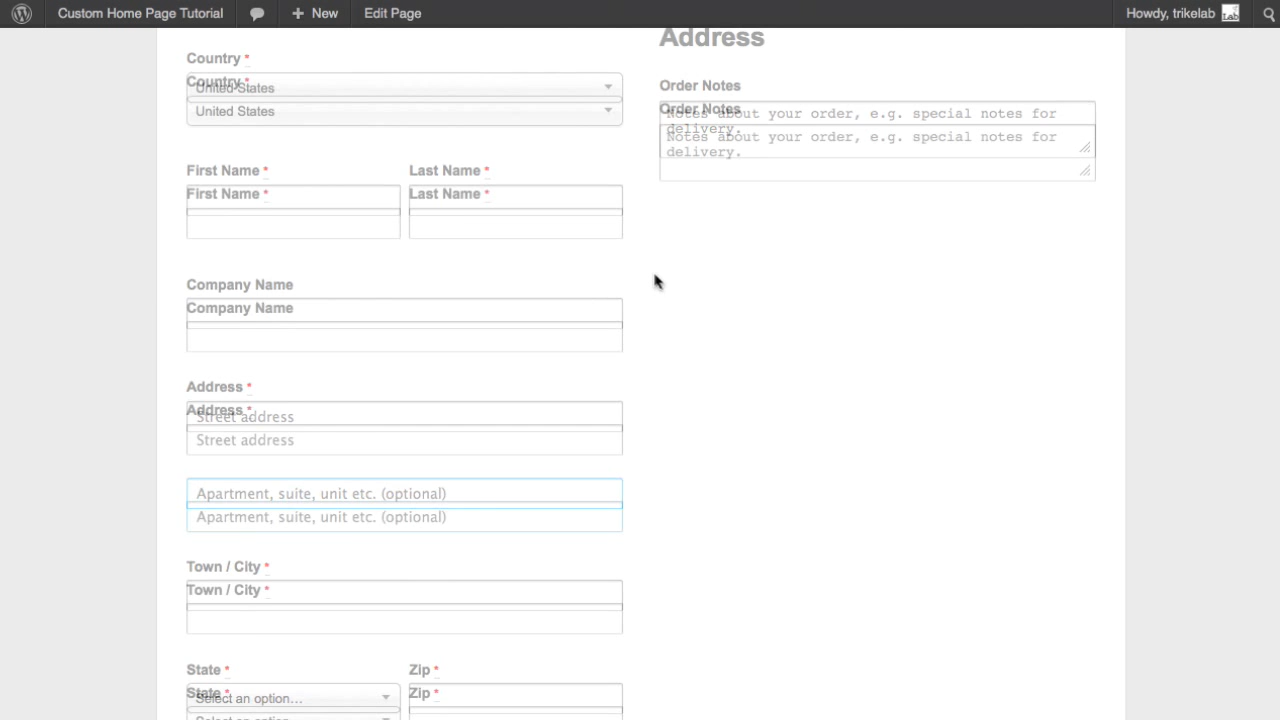 Custom Home Page Tutorial
New
Edit Page
Howdy, trikelab
Lab
Address
Country *
Country *
United States
United States
Order Notes
Order Notes
Notes about your order, e.g. special notes for
delivery.
Notes about your order, e.g. special notes for
delivery.
First Name *
Last Name *
First Name *
Last Name *
Company Name
Company Name
Address *
Address *
Street address
Street address
Apartment, suite, unit etc. (optional)
Apartment, suite, unit etc. (optional)
Town / City *
Town / City *
State *
Zip *
State *
Zip *
Select an option…
Select an option